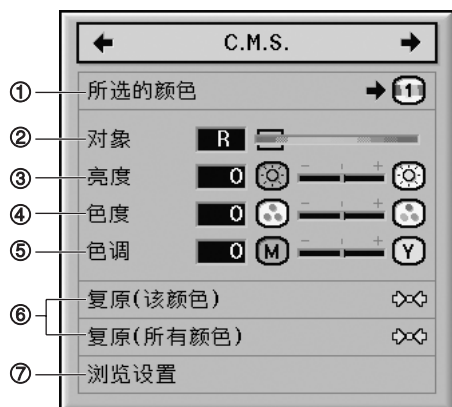 C.M.S.
① 所选的颜色 1
② 对象 R
③ 亮度 0 - +
④ 色度 0 - +
⑤ 色调 0 M - + Y
⑥ 复原(该颜色)
复原(所有颜色)
⑦ 浏览设置